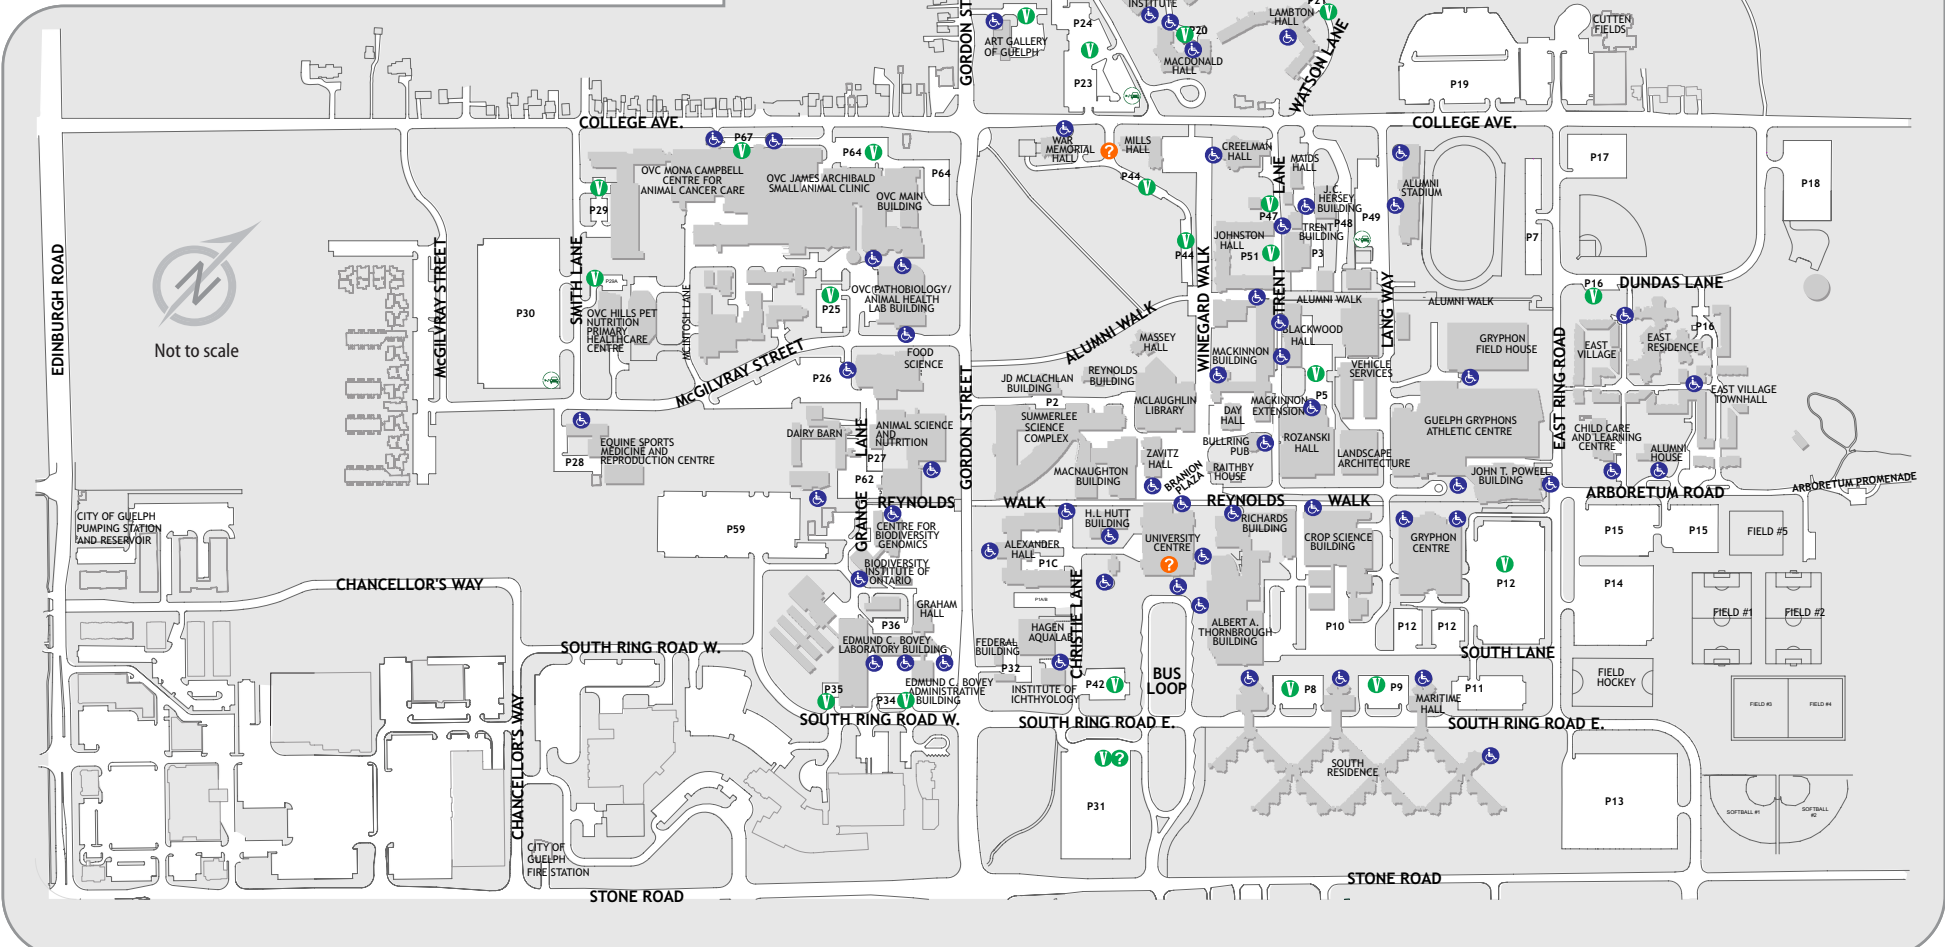 INSTITUTE
P21
P24
LAMBTON
HALL
P20
GORDON ST
ART GALLERY
OF GUELPH
MACDONALD
HALL
WATSON LANE
CUTTEN
FIELDS
P23
P19
COLLEGE AVE.
COLLEGE AVE.
P67
P64
P64
WAR
MEMORIAL
HALL
?
MILLS
HALL
CREELMAN
HALL
MAIDS
HALL
P17
P18
OVC MONA CAMPBELL
CENTRE FOR
ANIMAL CANCER CARE
OVC JAMES ARCHIBALD
SMALL ANIMAL CLINIC
OVC MAIN
BUILDING
P44
P44
LANE
J.C.
HERSEY
BUILDING
ALUMNI
STADIUM
P29
P47
P48
P49
TRENT
BUILDING
JOHNSTON
HALL
P51
P3
P7
EDINBURGH ROAD
McGILVRAY STREET
SMITH LANE
N
Not to scale
P30
P29A
OVC HILLS PET
NUTRITION
PRIMARY
HEALTHCARE
CENTRE
MCINTOSH LANE
P25
OVC PATHOBIOLOGY/
ANIMAL HEALTH
LAB BUILDING
WINEGARD WALK
TRENT
LANG WAY
ALUMNI WALK
ALUMNI WALK
ALUMNI WALK
P16
DUNDAS LANE
P16
McGILVRAY STREET
P26
FOOD
SCIENCE
MASSEY
HALL
BLACKWOOD
HALL
MACKINNON
BUILDING
VEHICLE
SERVICES
GRYPHON
FIELD HOUSE
EAST
VILLAGE
EAST
RESIDENCE
EAST RING ROAD
GORDON STREET
JD MCLACHLAN
BUILDING
REYNOLDS
BUILDING
P2
MCLAUGHLIN
LIBRARY
DAY
HALL
MACKINNON
EXTENSION
P5
EAST VILLAGE
TOWNHALL
SUMMERLEE
SCIENCE
COMPLEX
GUELPH GRYPHONS
ATHLETIC CENTRE
DAIRY BARN
GRANGE LANE
ANIMAL SCIENCE
AND
NUTRITION
P27
P62
EQUINE SPORTS
MEDICINE AND
REPRODUCTION CENTRE
P28
BULLRING
PUB
ROZANSKI
HALL
LANDSCAPE
ARCHITECTURE
CHILD CARE
AND LEARNING
CENTRE
ALUMNI
HOUSE
MACNAUGHTON
BUILDING
ZAVITZ
HALL
BRANION
PLAZA
RAITHBY
HOUSE
JOHN T. POWELL
BUILDING
ARBORETUM ROAD
ARBORETUM PROMENADE
REYNOLDS
WALK
REYNOLDS
WALK
CITY OF GUELPH
PUMPING STATION
AND RESERVOIR
P59
CENTRE FOR
BIODIVERSITY
GENOMICS
H.L HUTT
BUILDING
RICHARDS
BUILDING
P15
P15
FIELD #5
ALEXANDER
HALL
P1C
UNIVERSITY
CENTRE
?
CROP SCIENCE
BUILDING
GRYPHON
CENTRE
P12
P14
BIODIVERSITY
INSTITUTE OF
ONTARIO
CHANCELLOR'S WAY
P1A/B
CHRISTIE LANE
GRAHAM
HALL
P36
FIELD #1
FIELD #2
HAGEN
AQUALAB
ALBERT A.
THORNBROUGH
BUILDING
P10
P12
P12
SOUTH RING ROAD W.
EDMUND C. BOVEY
LABORATORY BUILDING
FEDERAL
BUILDING
P32
SOUTH LANE
FIELD
HOCKEY
EDMUND C. BOVEY
ADMINISTRATIVE
BUILDING
P35
P34
INSTITUTE OF
ICHTHYOLOGY
P42
BUS
LOOP
P8
P9
MARITIME
HALL
P11
FIELD #3
FIELD #4
SOUTH RING ROAD W.
SOUTH RING ROAD E.
SOUTH RING ROAD E.
CHANCELLOR'S WAY
V?
P31
SOUTH
RESIDENCE
P13
SOFTBALL #1
SOFTBALL
#2
CITY OF
GUELPH
FIRE STATION
STONE ROAD
STONE ROAD